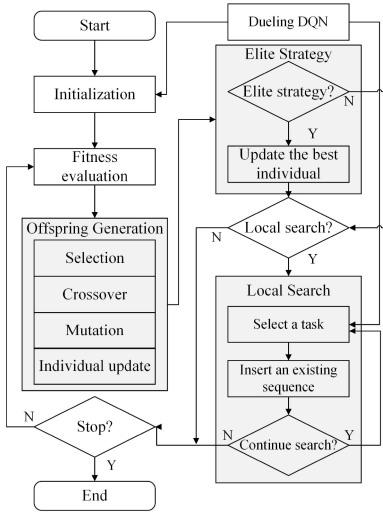 Start
Initialization
Fitness
evaluation
Offspring Generation
Selection
Crossover
Mutation
Individual update
N
Stop?
Y
End
Dueling DQN
Elite Strategy
Elite strategy?
N
Y
Update the best
individual
Local search?
N
Y
Local Search
Select a task
Insert an existing
sequence
N
Continue search?
Y